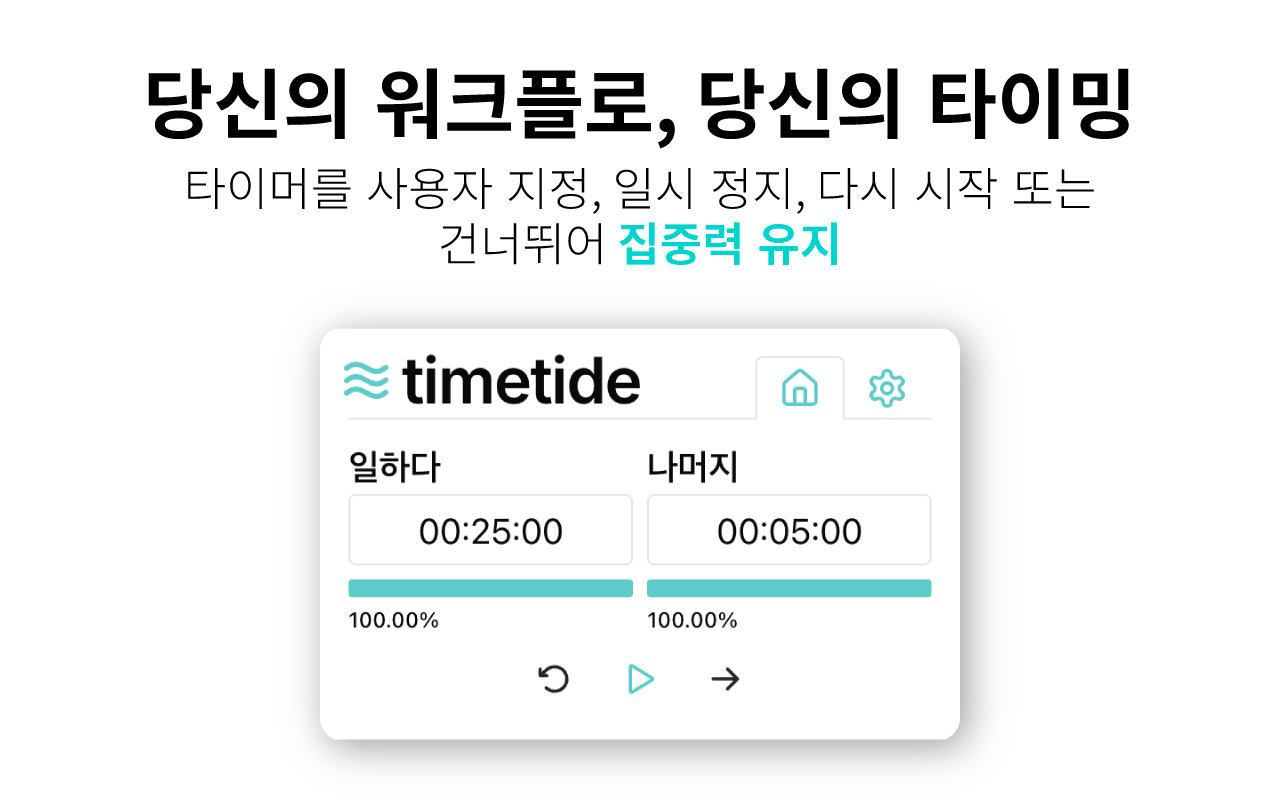 당신의 워크플로, 당신의 타이밍
타이머를 사용자 지정, 일시 정지, 다시 시작 또는
건너뛰어 집중력 유지
timetide
일하다 나머지
00:25:00 00:05:00
100.00% 100.00%